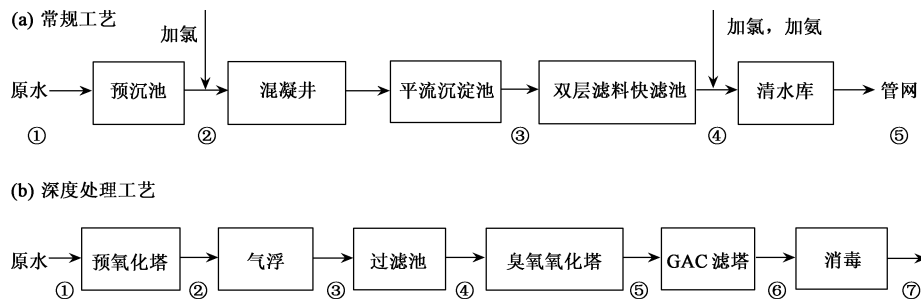 (a) 常规工艺
加氯
加氯，加氨
原水
预沉池
混凝井
平流沉淀池
双层滤料快滤池
清水库
管网
①
②
③
④
⑤
(b) 深度处理工艺
原水
预氧化塔
气浮
过滤池
臭氧氧化塔
GAC 滤塔
消毒
①
②
③
④
⑤
⑥
⑦